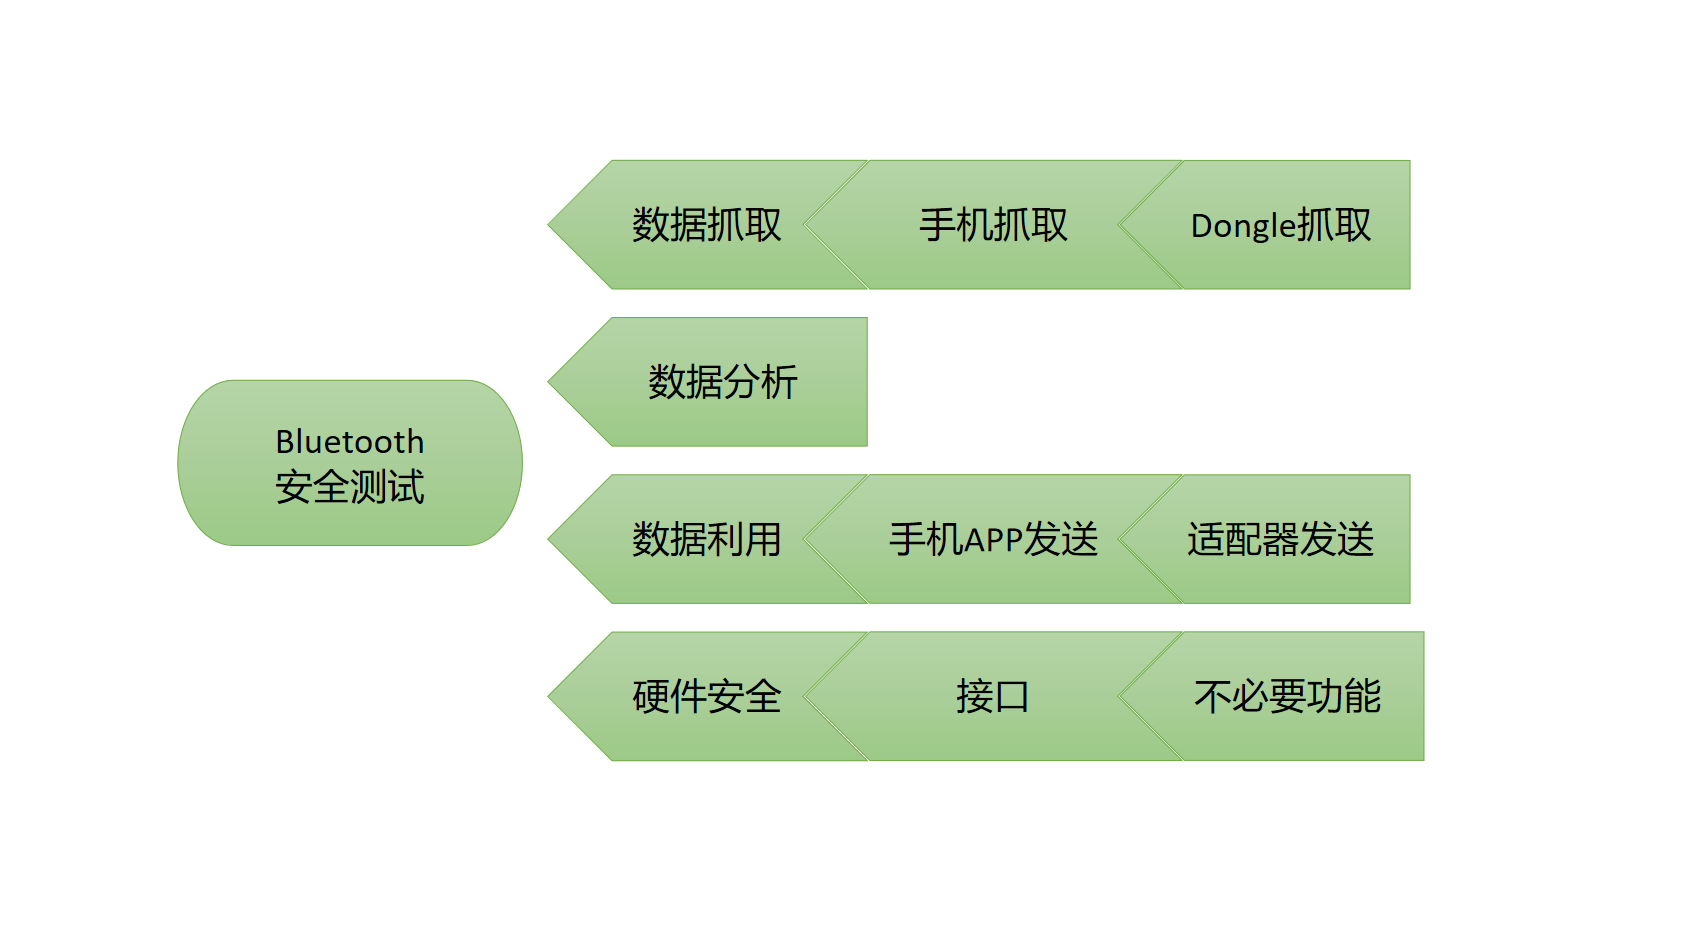 数据抓取
手机抓取
Dongle抓取
数据分析
Bluetooth
安全测试
数据利用
手机APP发送
适配器发送
硬件安全
接口
不必要功能